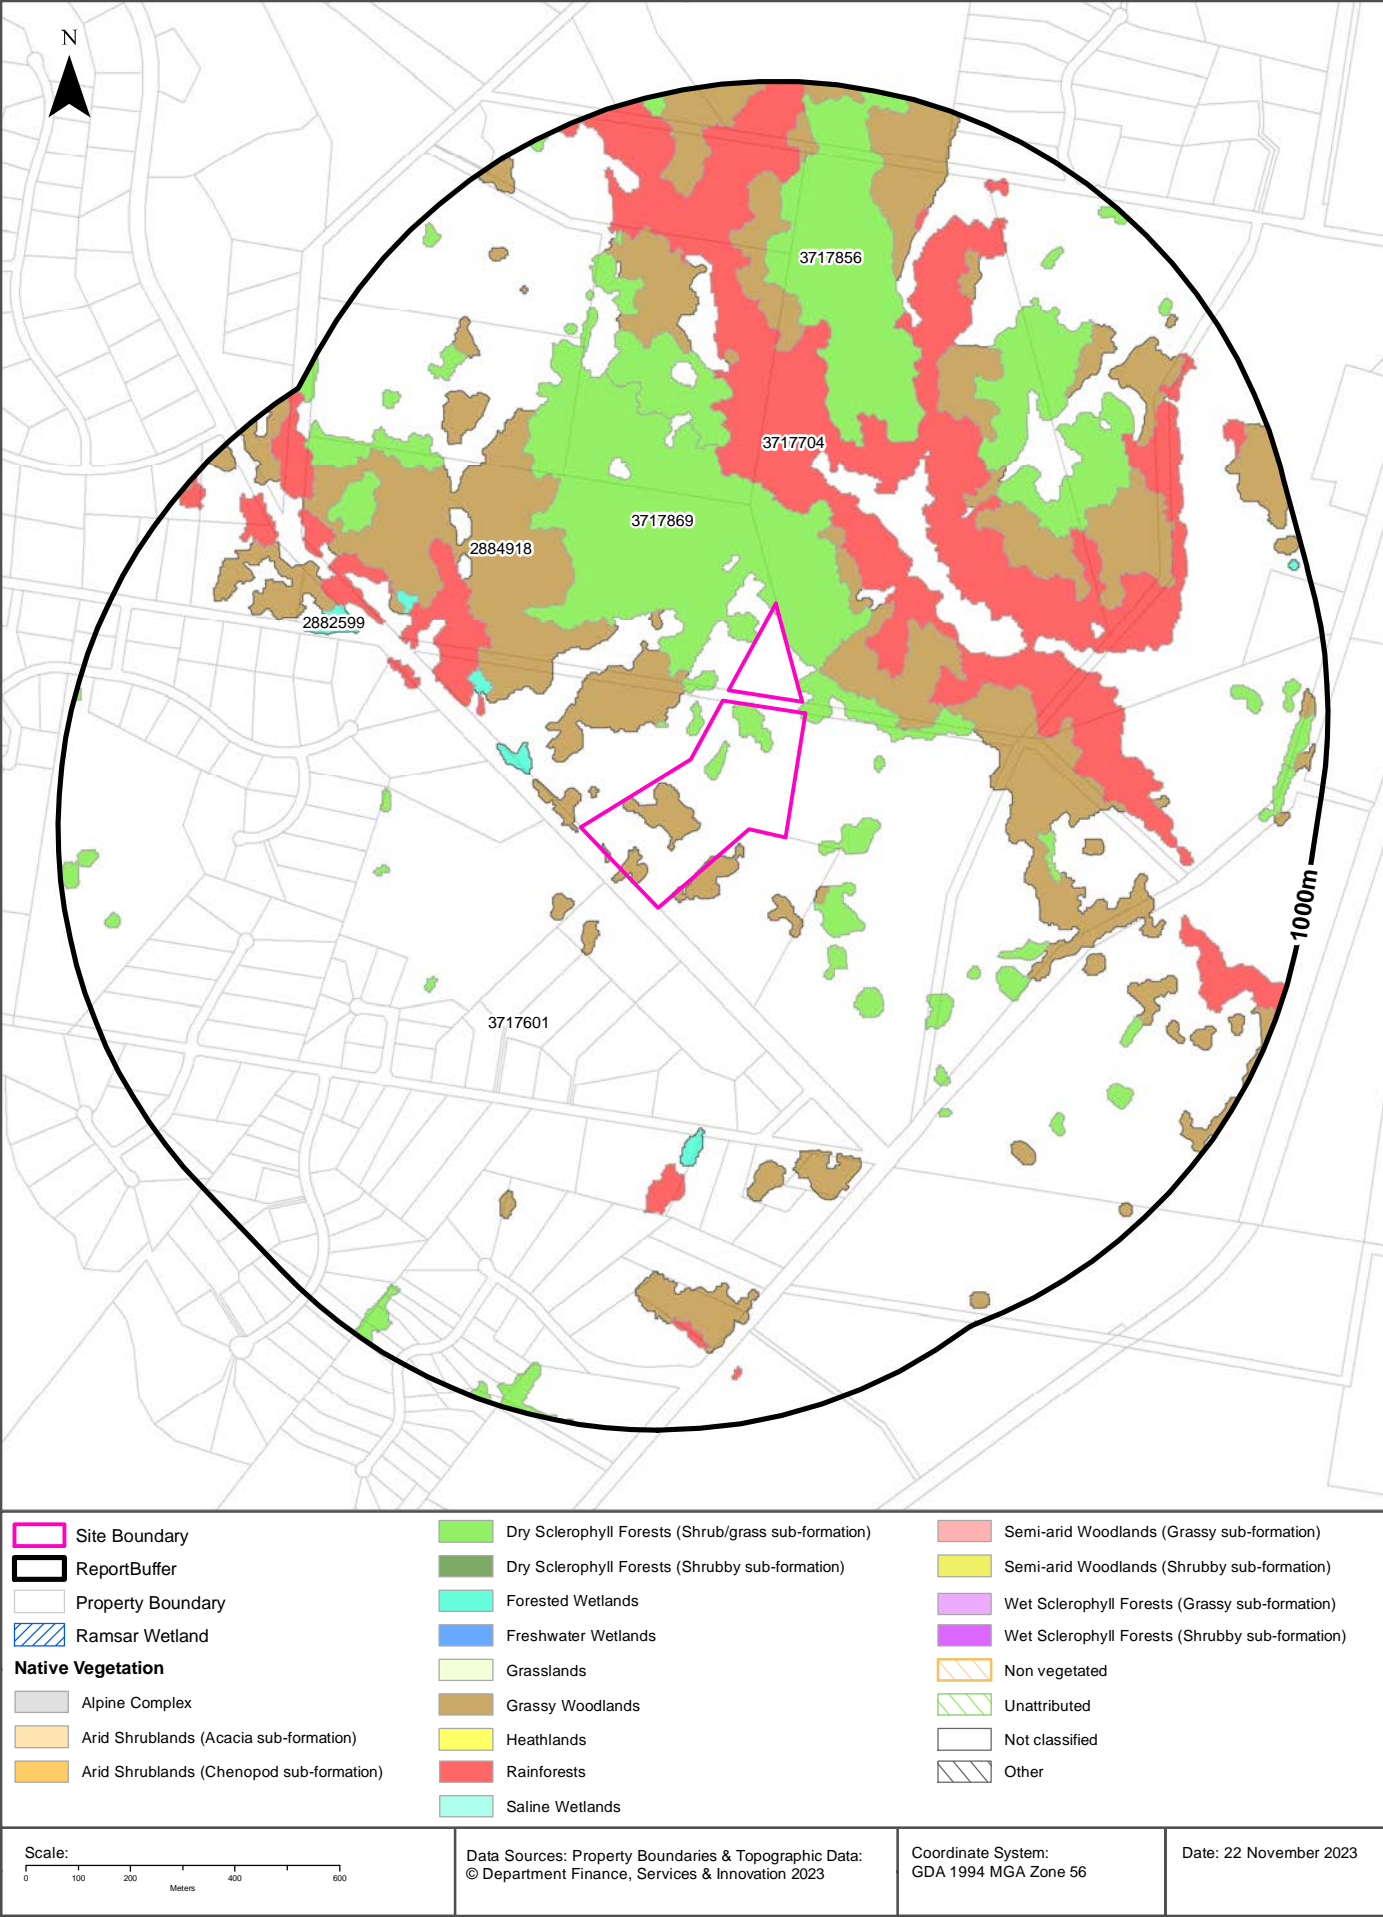 N
3717856
3717704
3717869
2884918
2882599
1000m
3717601
Site Boundary
ReportBuffer
Property Boundary
Ramsar Wetland
Native Vegetation
Alpine Complex
Arid Shrublands (Acacia sub-formation)
Arid Shrublands (Chenopod sub-formation)
Dry Sclerophyll Forests (Shrub/grass sub-formation)
Dry Sclerophyll Forests (Shrubby sub-formation)
Forested Wetlands
Freshwater Wetlands
Grasslands
Grassy Woodlands
Heathlands
Rainforests
Saline Wetlands
Semi-arid Woodlands (Grassy sub-formation)
Semi-arid Woodlands (Shrubby sub-formation)
Wet Sclerophyll Forests (Grassy sub-formation)
Wet Sclerophyll Forests (Shrubby sub-formation)
Non vegetated
Unattributed
Not classified
Other
Scale:
0 100 200 400 600
Meters
Data Sources: Property Boundaries & Topographic Data:
© Department Finance, Services & Innovation 2023
Coordinate System:
GDA 1994 MGA Zone 56
Date: 22 November 2023